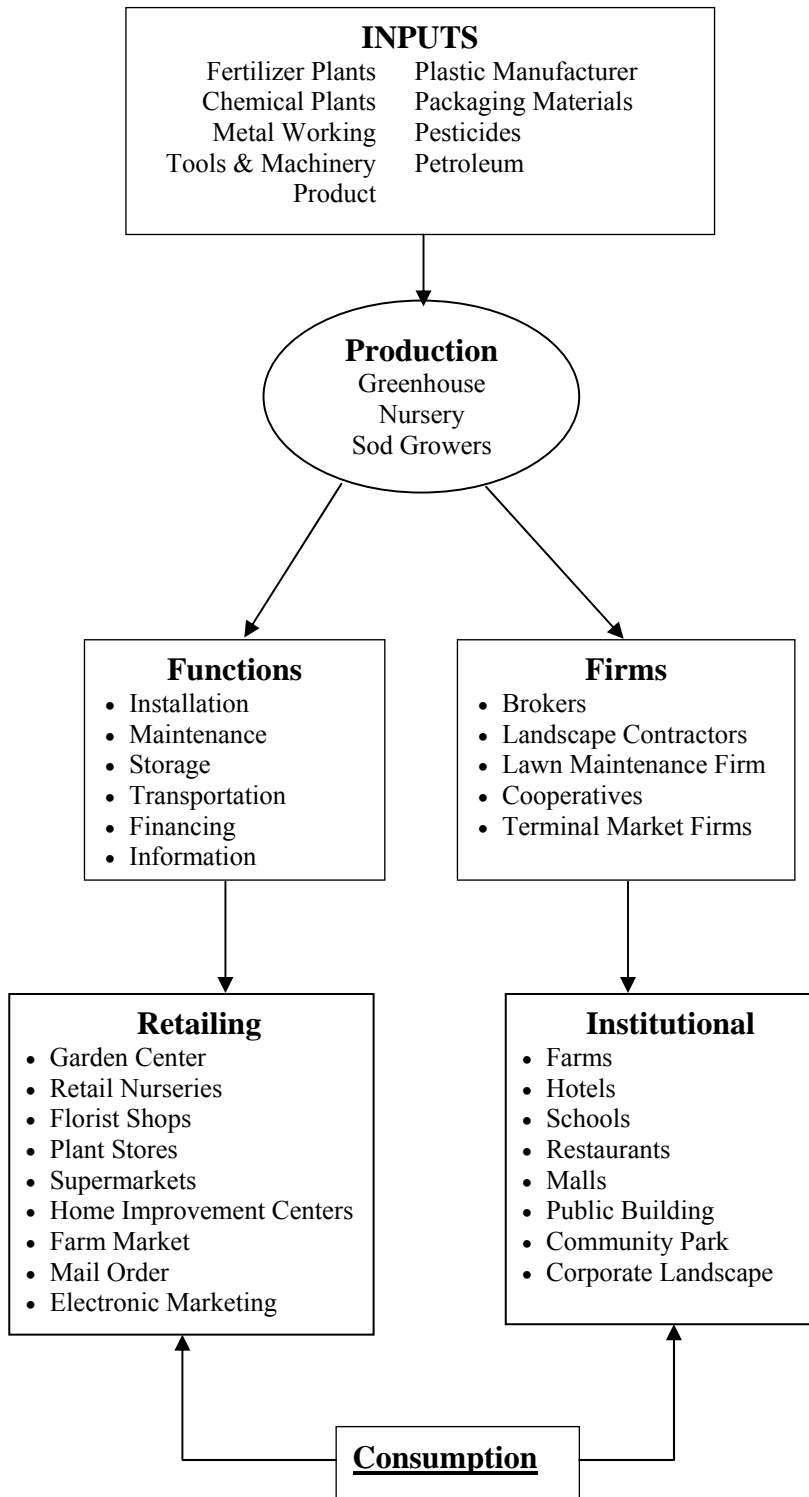 INPUTS
Fertilizer Plants
Chemical Plants
Metal Working
Tools & Machinery
Product
Plastic Manufacturer
Packaging Materials
Pesticides
Petroleum
Production
Greenhouse
Nursery
Sod Growers
Functions
• Installation
• Maintenance
• Storage
• Transportation
• Financing
• Information
Firms
• Brokers
• Landscape Contractors
• Lawn Maintenance Firm
• Cooperatives
• Terminal Market Firms
Retailing
• Garden Center
• Retail Nurseries
• Florist Shops
• Plant Stores
• Supermarkets
• Home Improvement Centers
• Farm Market
• Mail Order
• Electronic Marketing
Institutional
• Farms
• Hotels
• Schools
• Restaurants
• Malls
• Public Building
• Community Park
• Corporate Landscape
Consumption